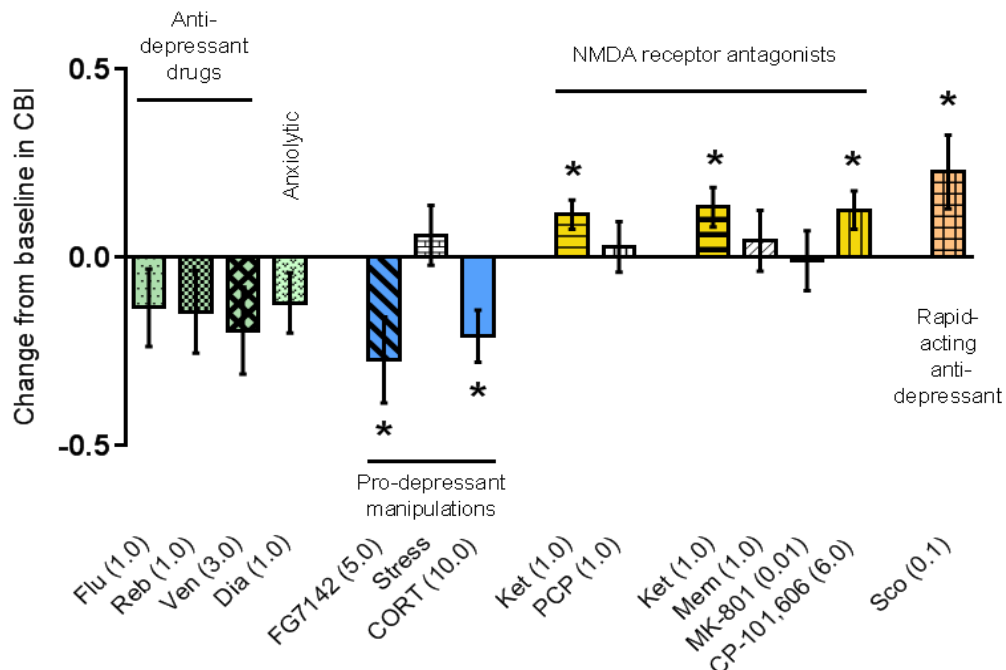 Anti-
depressant
drugs
Anxiolytic
NMDA receptor antagonists
*
*
*
*
*
*
Change from baseline in CBI
0.5
0.0
-0.5
Pro-depressant
manipulations
Rapid-
acting
anti-
depressant
Flu (1.0)
Reb (1.0)
Ven (3.0)
Dia (1.0)
FG7142 (5.0)
Stress
CORT (10.0)
Ket (1.0)
PCP (1.0)
Ket (1.0)
Mem (1.0)
MK-801 (0.01)
CP-101,606 (6.0)
Sco (0.1)